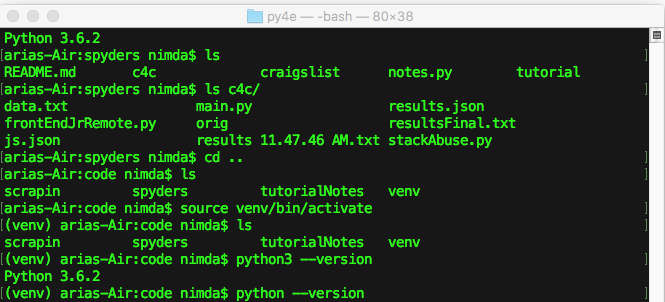 py4e — -bash — 80×38
Python 3.6.2
[arias-Air:spyders nimda$ ls
README.md c4c craigslist notes.py tutorial
[arias-Air:spyders nimda$ ls c4c/
data.txt main.py results.json
frontEndJrRemote.py orig resultsFinal.txt
js.json results 11.47.46 AM.txt stackAbuse.py
[arias-Air:spyders nimda$ cd ..
[arias-Air:code nimda$ ls
scrapin spyders tutorialNotes venv
[arias-Air:code nimda$ source venv/bin/activate
[(venv) arias-Air:code nimda$ ls
scrapin spyders tutorialNotes venv
[(venv) arias-Air:code nimda$ python3 --version
Python 3.6.2
[(venv) arias-Air:code nimda$ python --version